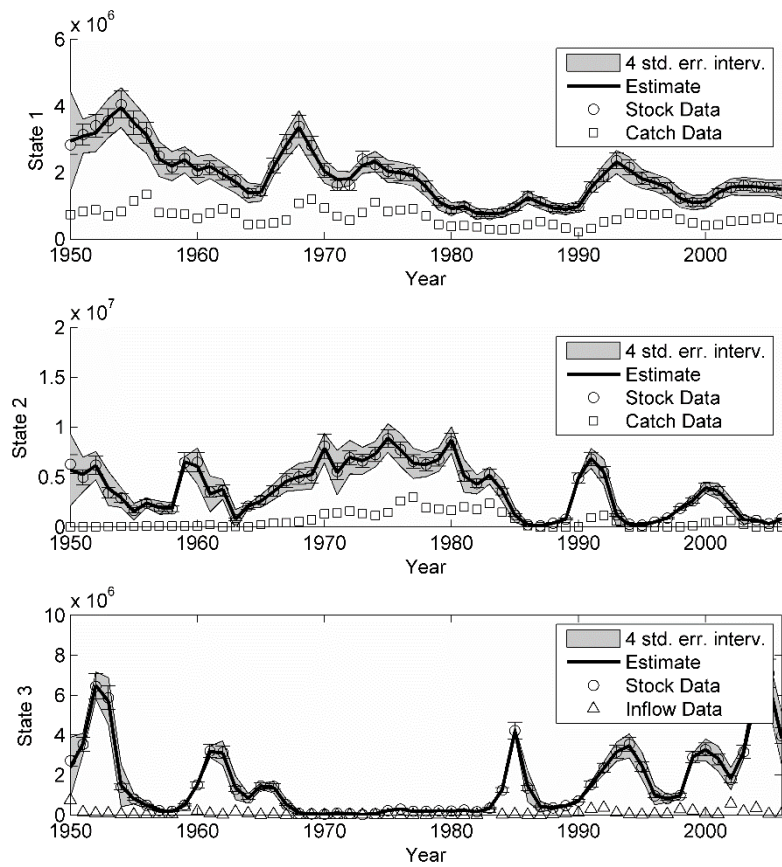 x 10^6
6
4
2
0
State 1
4 std. err. interv.
Estimate
Stock Data
Catch Data
1950 1960 1970 1980 1990 2000
Year
x 10^7
2
1.5
1
0.5
0
State 2
4 std. err. interv.
Estimate
Stock Data
Catch Data
1950 1960 1970 1980 1990 2000
Year
x 10^6
10
8
6
4
2
0
State 3
4 std. err. interv.
Estimate
Stock Data
Inflow Data
1950 1960 1970 1980 1990 2000
Year